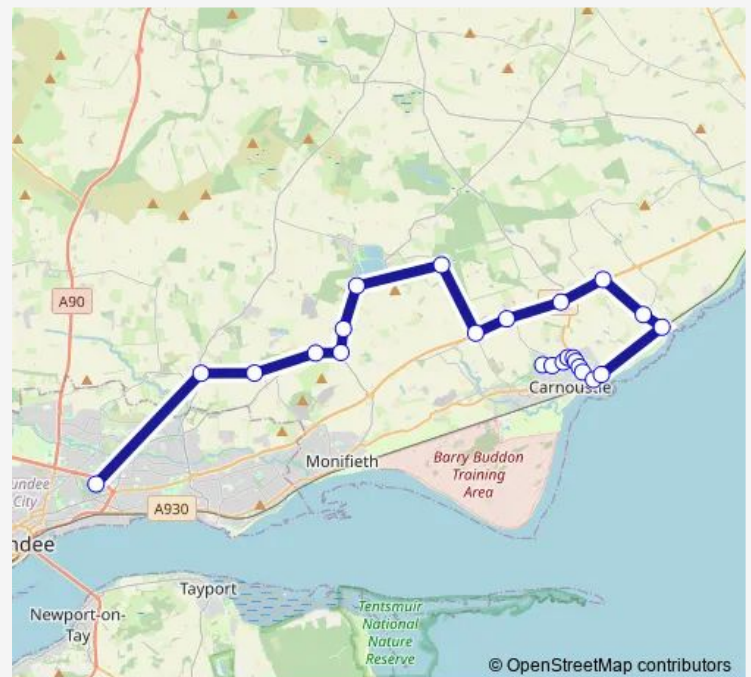 A90
Carnoustie
Monifieth
Barry Buddon
Training
Area
undee
City
A930
ndee
Tayport
Newport-on-
Tay
Tentsmuir
National
Nature
Reserve
© OpenStreetMap contributors